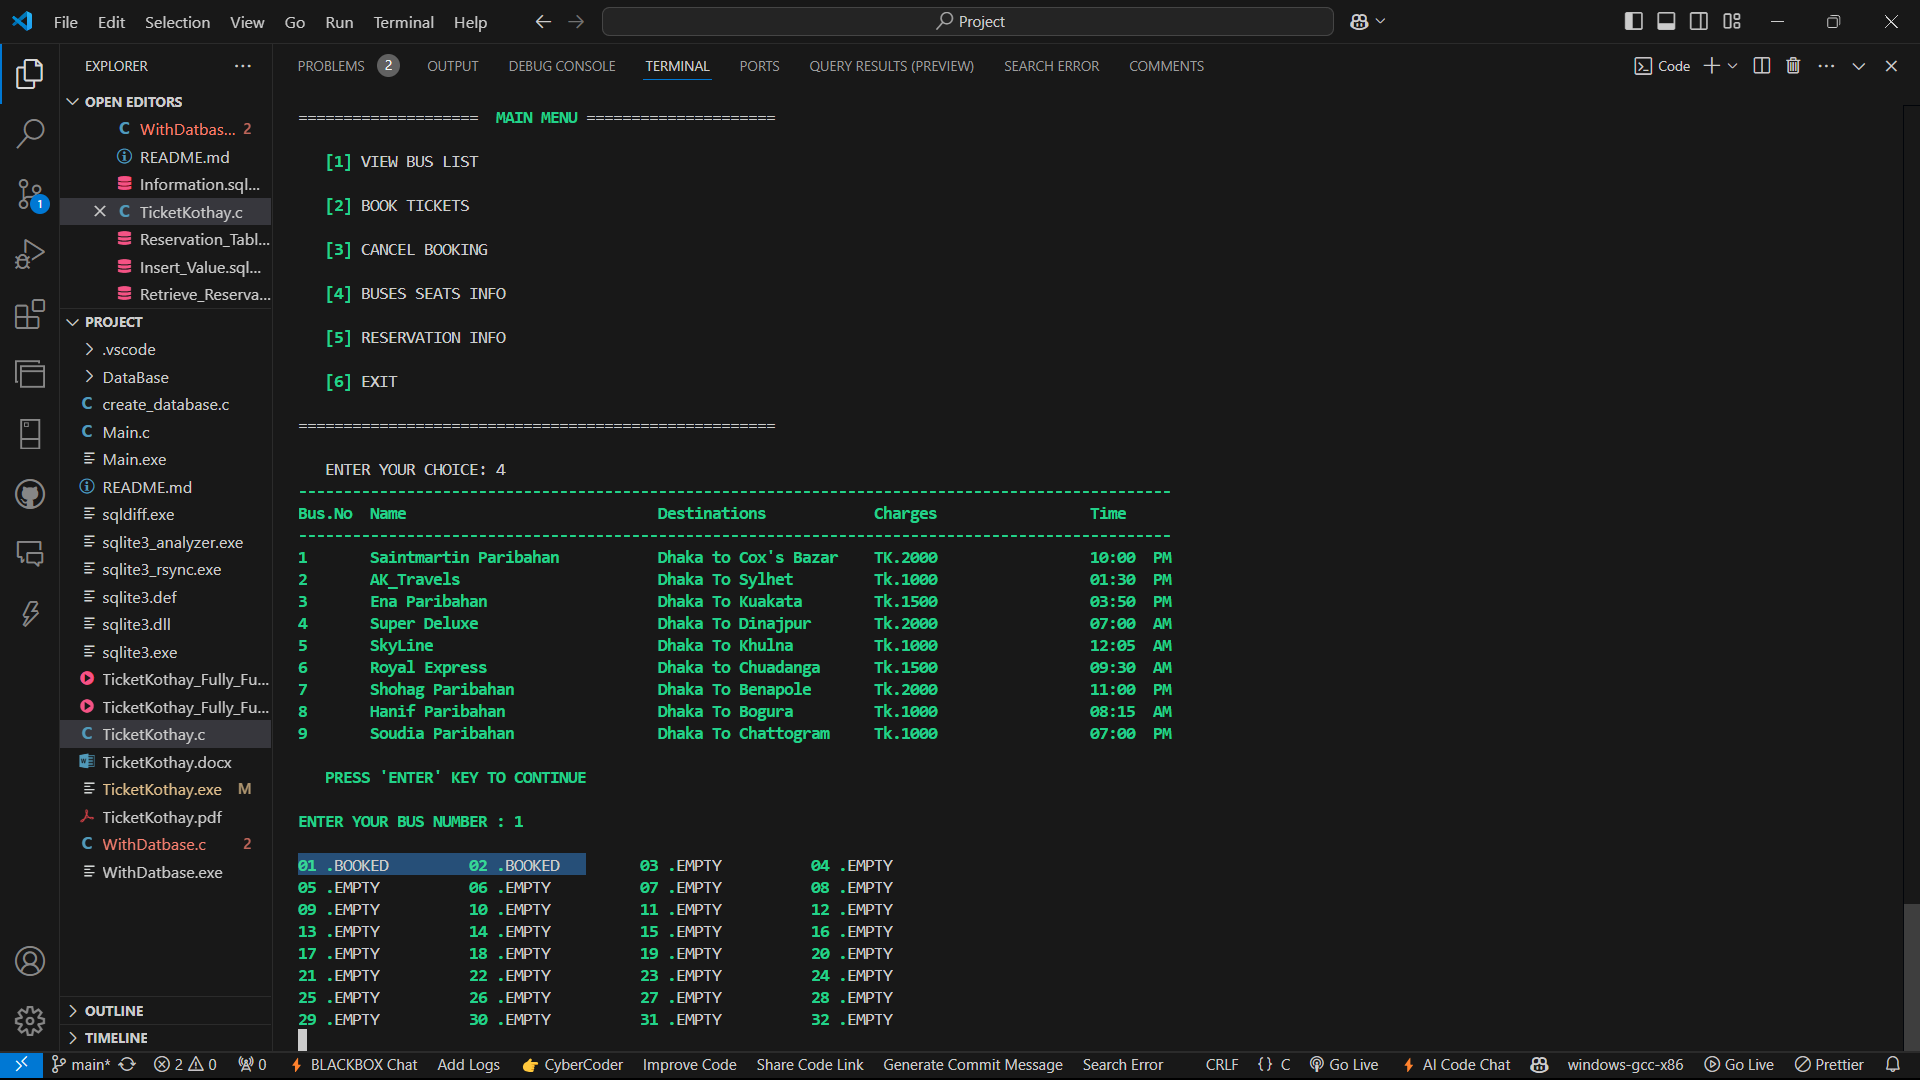 File Edit Selection View Go Run Terminal Help Project
EXPLORER
OPEN EDITORS
WithDatbas... 2
README.md
Information.sql...
TicketKothay.c
Reservation_Tabl...
Insert_Value.sql...
Retrieve_Reserva...
PROJECT
.vscode
DataBase
create_database.c
Main.c
Main.exe
README.md
sqldiff.exe
sqlite3_analyzer.exe
sqlite3_rsync.exe
sqlite3.def
sqlite3.dll
sqlite3.exe
TicketKothay_Fully_Fu...
TicketKothay_Fully_Fu...
TicketKothay.c
TicketKothay.docx
TicketKothay.exe M
TicketKothay.pdf
WithDatbase.c 2
WithDatbase.exe
OUTLINE
TIMELINE
1
PROBLEMS 2 OUTPUT DEBUG CONSOLE TERMINAL PORTS QUERY RESULTS (PREVIEW) SEARCH ERROR COMMENTS Code
==================== MAIN MENU =====================
[1] VIEW BUS LIST
[2] BOOK TICKETS
[3] CANCEL BOOKING
[4] BUSES SEATS INFO
[5] RESERVATION INFO
[6] EXIT
=====================================================
ENTER YOUR CHOICE: 4
-------------------------------------------------------------------------------------------------
Bus.No Name Destinations Charges Time
-------------------------------------------------------------------------------------------------
1 Saintmartin Paribahan Dhaka to Cox's Bazar TK.2000 10:00 PM
2 AK_Travels Dhaka To Sylhet Tk.1000 01:30 PM
3 Ena Paribahan Dhaka To Kuakata Tk.1500 03:50 PM
4 Super Deluxe Dhaka To Dinajpur Tk.2000 07:00 AM
5 SkyLine Dhaka To Khulna Tk.1000 12:05 AM
6 Royal Express Dhaka to Chuadanga Tk.1500 09:30 AM
7 Shohag Paribahan Dhaka To Benapole Tk.2000 11:00 PM
8 Hanif Paribahan Dhaka To Bogura Tk.1000 08:15 AM
9 Soudia Paribahan Dhaka To Chattogram Tk.1000 07:00 PM
PRESS 'ENTER' KEY TO CONTINUE
ENTER YOUR BUS NUMBER : 1
01 .BOOKED 02 .BOOKED 03 .EMPTY 04 .EMPTY
05 .EMPTY 06 .EMPTY 07 .EMPTY 08 .EMPTY
09 .EMPTY 10 .EMPTY 11 .EMPTY 12 .EMPTY
13 .EMPTY 14 .EMPTY 15 .EMPTY 16 .EMPTY
17 .EMPTY 18 .EMPTY 19 .EMPTY 20 .EMPTY
21 .EMPTY 22 .EMPTY 23 .EMPTY 24 .EMPTY
25 .EMPTY 26 .EMPTY 27 .EMPTY 28 .EMPTY
29 .EMPTY 30 .EMPTY 31 .EMPTY 32 .EMPTY
main* 2 0 0 BLACKBOX Chat Add Logs CyberCoder Improve Code Share Code Link Generate Commit Message Search Error CRLF {} C Go Live AI Code Chat windows-gcc-x86 Go Live Prettier